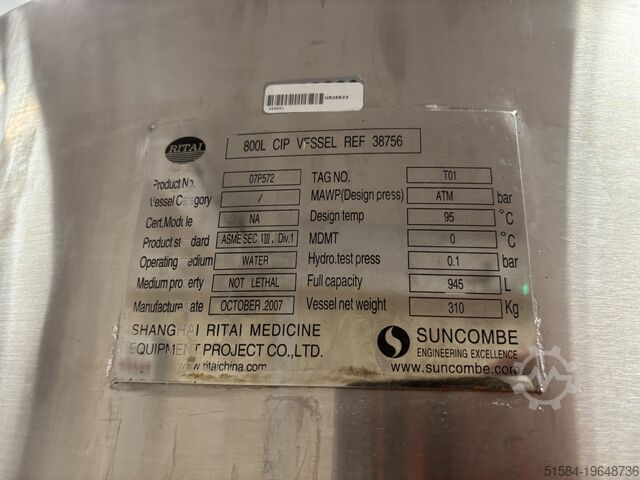 UR26623
VESSEL
RITAI
800L CIP VESSEL REF 38756
Product No. 07P572 TAG NO. T01
Vessel Category / MAWP(Design press) ATM bar
Cert.Module NA Design temp 95 °C
Product standard ASME SEC. VIII, Div.1 MDMT 0 °C
Operating medium WATER Hydro.test press 0.1 bar
Medium property NOT LETHAL Full capacity 945 L
Manufacture date OCTOBER.2007 Vessel net weight 310 Kg
SHANGHAI RITAI MEDICINE
EQUIPMENT PROJECT CO.,LTD.
www.ritaichina.com
SUNCOMBE
ENGINEERING EXCELLENCE
www.suncombe.com
51584-19648736